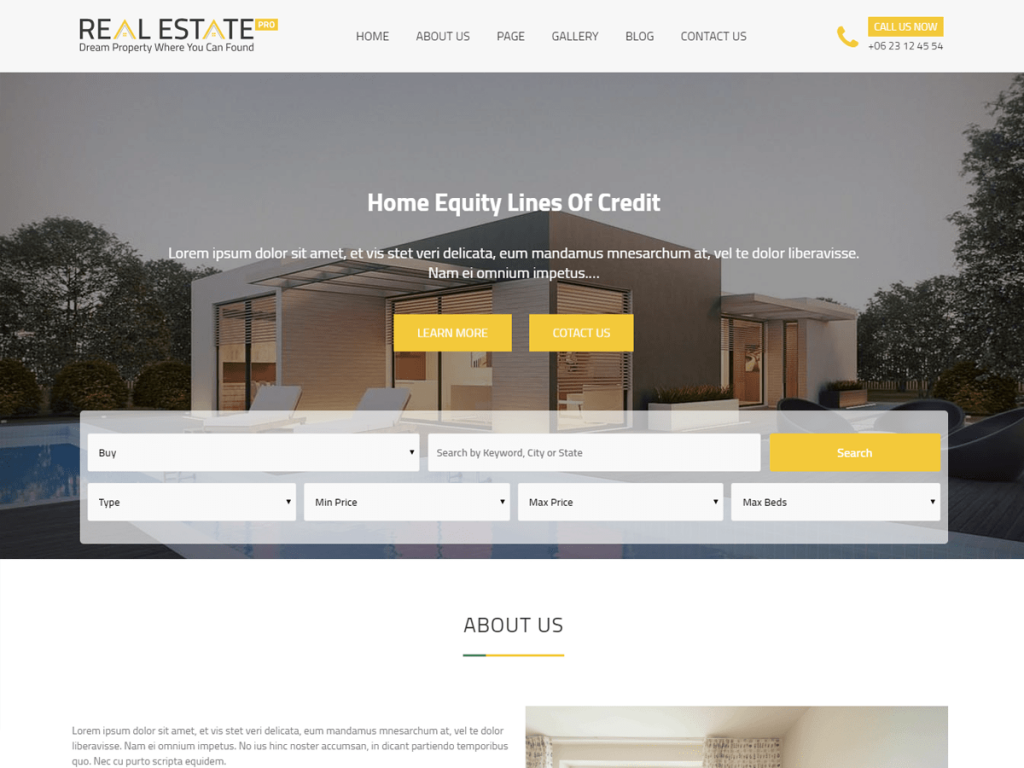 REAL ESTATE PRO
Dream Property Where You Can Found
HOME ABOUT US PAGE GALLERY BLOG CONTACT US
CALL US NOW
+06 23 12 45 54
Home Equity Lines Of Credit
Lorem ipsum dolor sit amet, et vis stet veri delicata, eum mandamus mnesarchum at, vel te dolor liberavisse.
Nam ei omnium impetus....
LEARN MORE COTACT US
Buy Search by Keyword, City or State Search
Type Min Price Max Price Max Beds
ABOUT US
Lorem ipsum dolor sit amet, et vis stet veri delicata, eum mandamus mnesarchum at, vel te dolor
liberavisse. Nam ei omnium impetus. No ius hinc noster accumsan, in dicant partiendo temporibus
quo. Nec cu purto scripta equidem.